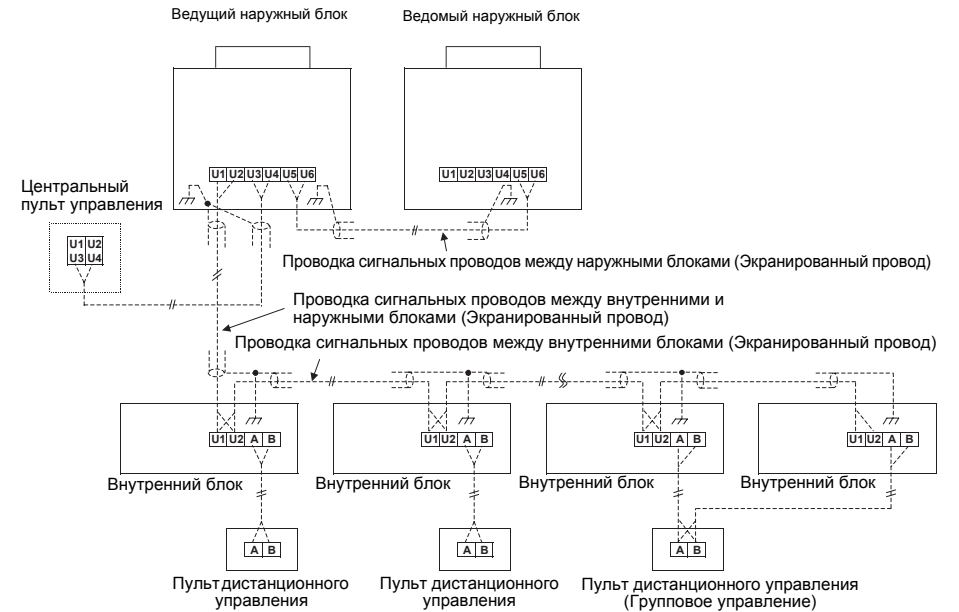 Ведущий наружный блок
Ведомый наружный блок
U1 U2 U3 U4 U5 U6
U1 U2 U3 U4 U5 U6
Центральный
пульт управления
U1 U2
U3 U4
Проводка сигнальных проводов между наружными блоками (Экранированный провод)
Проводка сигнальных проводов между внутренними и
наружными блоками (Экранированный провод)
Проводка сигнальных проводов между внутренними блоками (Экранированный провод)
U1 U2 A B
U1 U2 A B
U1 U2 A B
U1 U2 A B
Внутренний блок
Внутренний блок
Внутренний блок
Внутренний блок
A B
A B
A B
Пульт дистанционного
управления
Пульт дистанционного
управления
Пульт дистанционного управления
(Групповое управление)